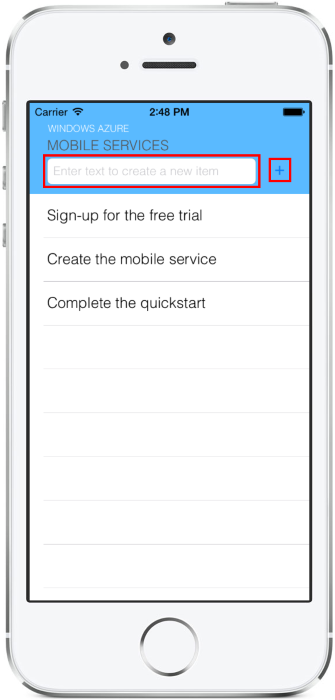 Carrier 2:48 PM
WINDOWS AZURE
MOBILE SERVICES
Enter text to create a new item +
Sign-up for the free trial
Create the mobile service
Complete the quickstart